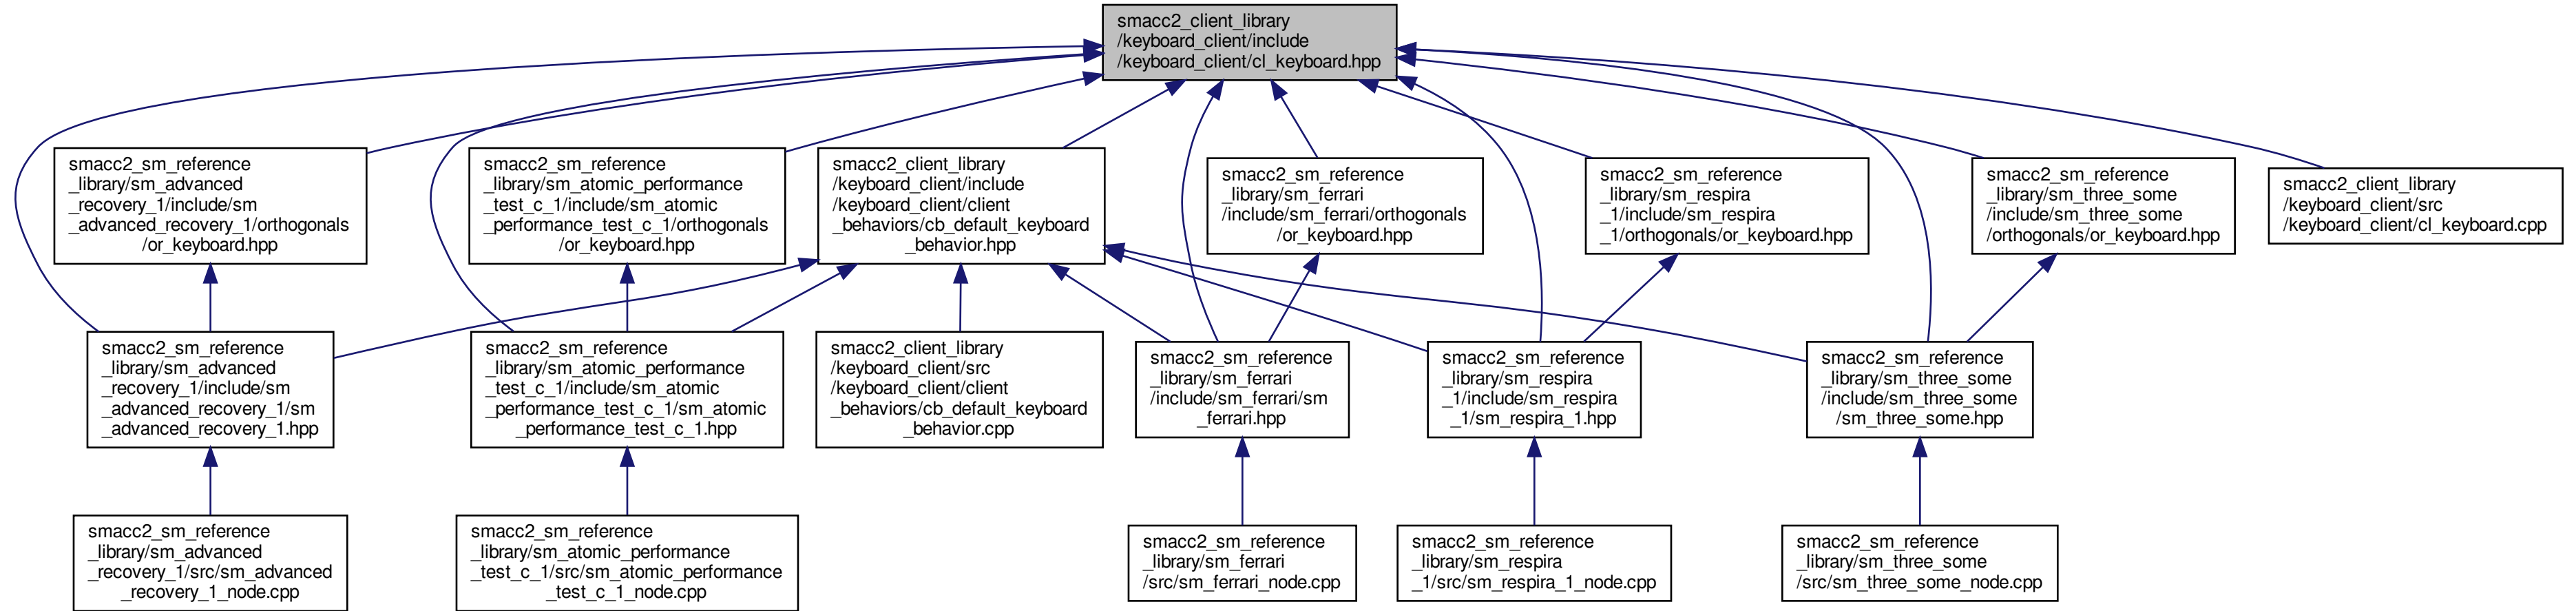 smacc2_client_library
/keyboard_client/include
/keyboard_client/cl_keyboard.hpp
smacc2_sm_reference
_library/sm_advanced
_recovery_1/include/sm
_advanced_recovery_1/orthogonals
/or_keyboard.hpp
smacc2_sm_reference
_library/sm_atomic_performance
_test_c_1/include/sm_atomic
_performance_test_c_1/orthogonals
/or_keyboard.hpp
smacc2_client_library
/keyboard_client/include
/keyboard_client/client
_behaviors/cb_default_keyboard
_behavior.hpp
smacc2_sm_reference
_library/sm_ferrari
/include/sm_ferrari/orthogonals
/or_keyboard.hpp
smacc2_sm_reference
_library/sm_respira
_1/include/sm_respira
_1/orthogonals/or_keyboard.hpp
smacc2_sm_reference
_library/sm_three_some
/include/sm_three_some
/orthogonals/or_keyboard.hpp
smacc2_client_library
/keyboard_client/src
/keyboard_client/cl_keyboard.cpp
smacc2_sm_reference
_library/sm_advanced
_recovery_1/include/sm
_advanced_recovery_1/sm
_advanced_recovery_1.hpp
smacc2_sm_reference
_library/sm_atomic_performance
_test_c_1/include/sm_atomic
_performance_test_c_1/sm_atomic
_performance_test_c_1.hpp
smacc2_client_library
/keyboard_client/src
/keyboard_client/client
_behaviors/cb_default_keyboard
_behavior.cpp
smacc2_sm_reference
_library/sm_ferrari
/include/sm_ferrari/sm
_ferrari.hpp
smacc2_sm_reference
_library/sm_respira
_1/include/sm_respira
_1/sm_respira_1.hpp
smacc2_sm_reference
_library/sm_three_some
/include/sm_three_some
/sm_three_some.hpp
smacc2_sm_reference
_library/sm_advanced
_recovery_1/src/sm_advanced
_recovery_1_node.cpp
smacc2_sm_reference
_library/sm_atomic_performance
_test_c_1/src/sm_atomic_performance
_test_c_1_node.cpp
smacc2_sm_reference
_library/sm_ferrari
/src/sm_ferrari_node.cpp
smacc2_sm_reference
_library/sm_respira
_1/src/sm_respira_1_node.cpp
smacc2_sm_reference
_library/sm_three_some
/src/sm_three_some_node.cpp